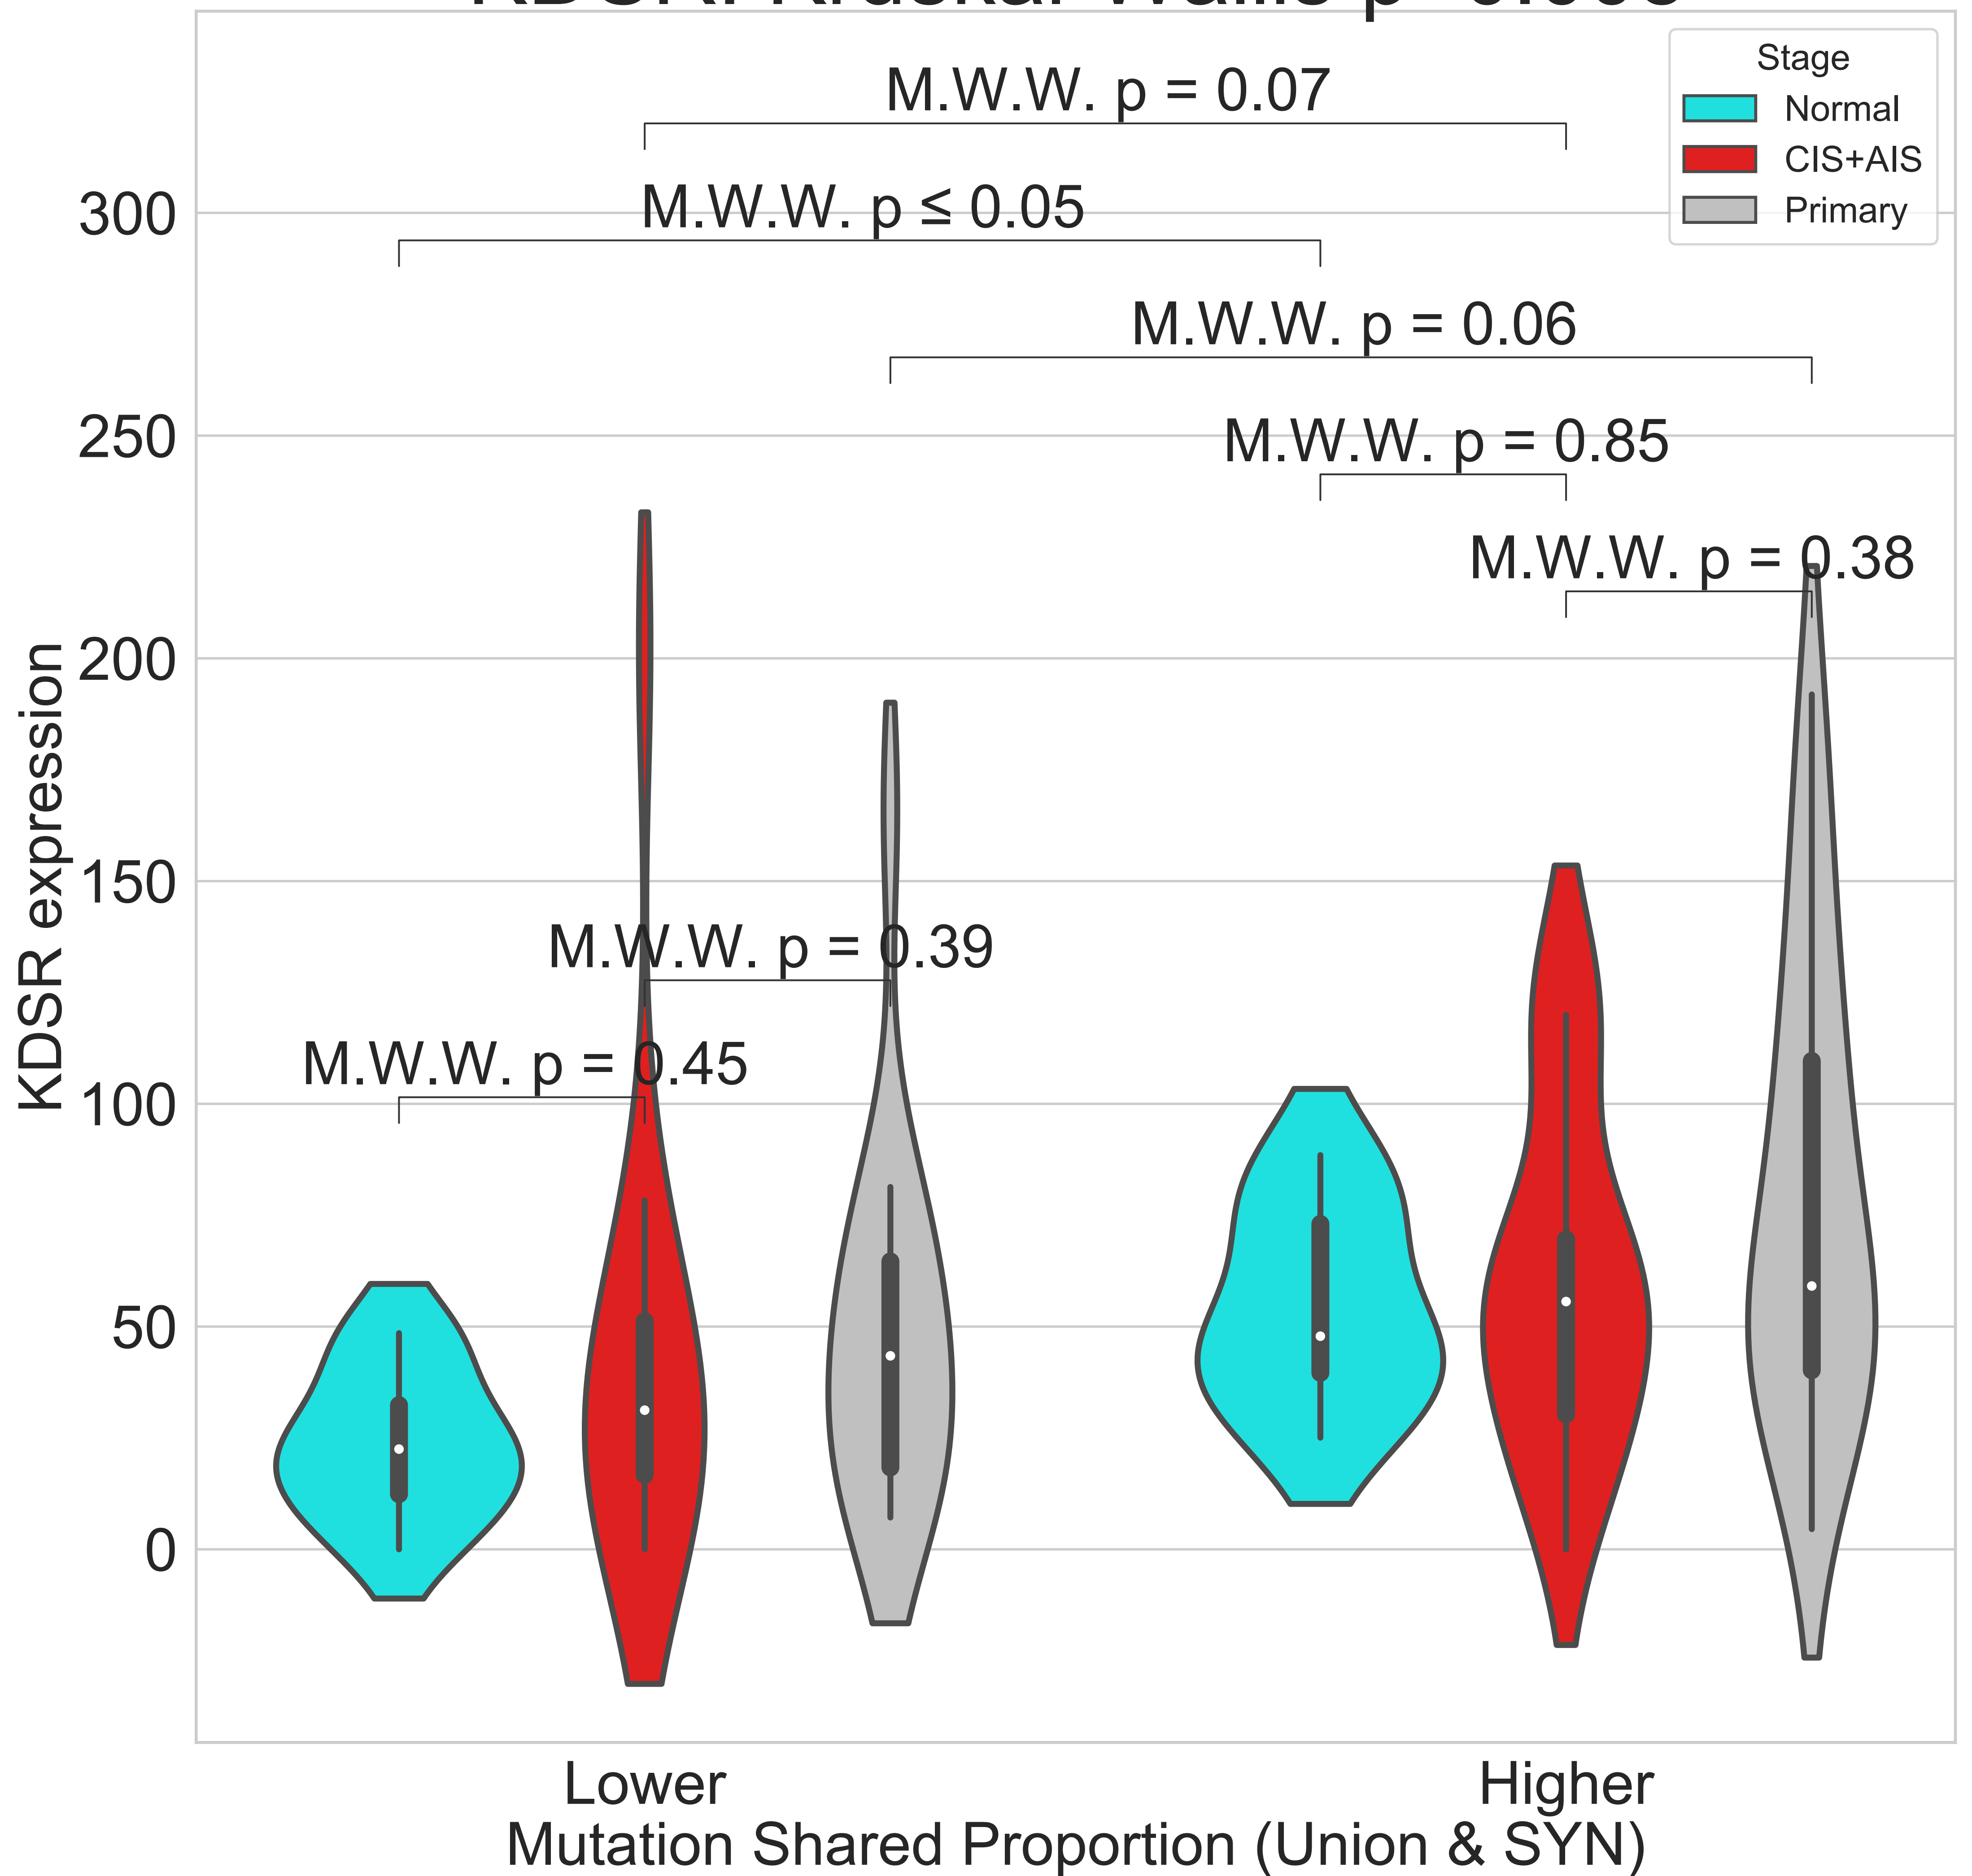 M.W.W. p = 0.07
Stage
Normal
CIS+AIS
Primary
M.W.W. p ≤ 0.05
M.W.W. p = 0.06
M.W.W. p = 0.85
M.W.W. p = 0.38
M.W.W. p = 0.39
M.W.W. p = 0.45
KDSR expression
300
250
200
150
100
50
0
Lower
Higher
Mutation Shared Proportion (Union & SYN)